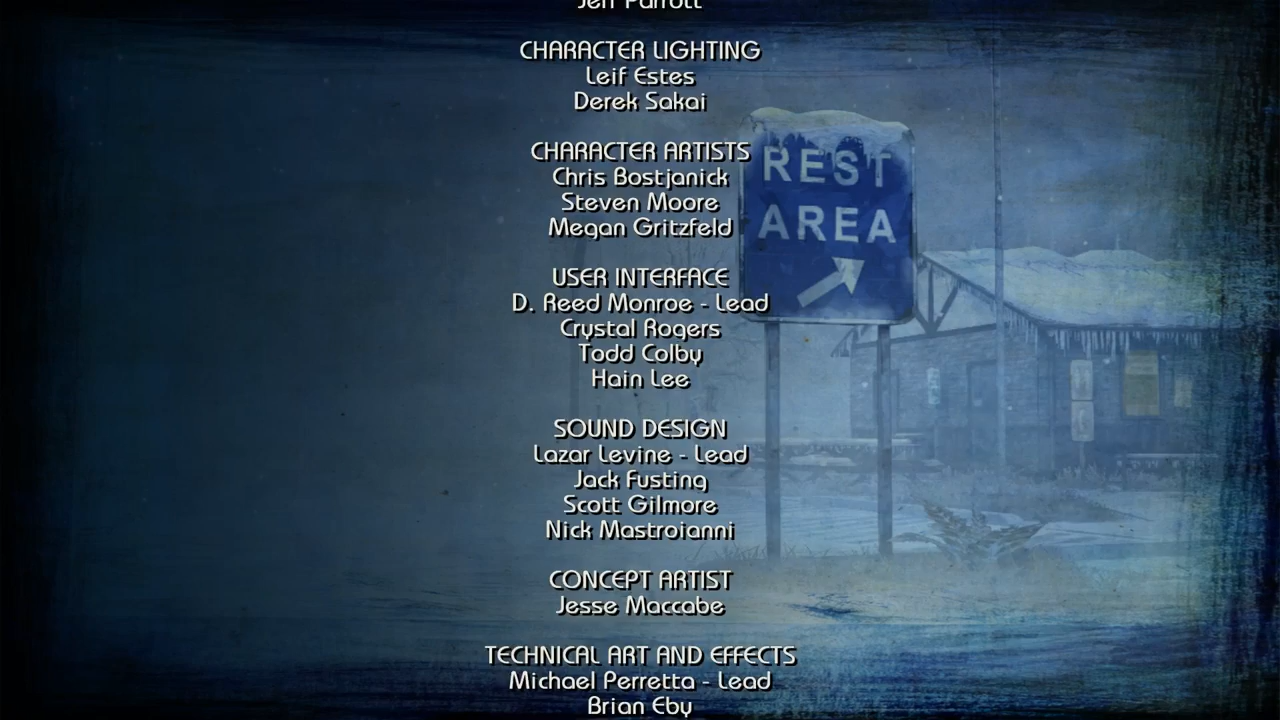 Jeff Parrott
CHARACTER LIGHTING
Leif Estes
Derek Sakai
CHARACTER ARTISTS
Chris Bostjanick
Steven Moore
Megan Gritzfeld
USER INTERFACE
D. Reed Monroe - Lead
Crystal Rogers
Todd Colby
Hain Lee
SOUND DESIGN
Lazar Levine - Lead
Jack Fusting
Scott Gilmore
Nick Mastroianni
CONCEPT ARTIST
Jesse Maccabe
TECHNICAL ART AND EFFECTS
Michael Perretta - Lead
Brian Eby
REST
AREA